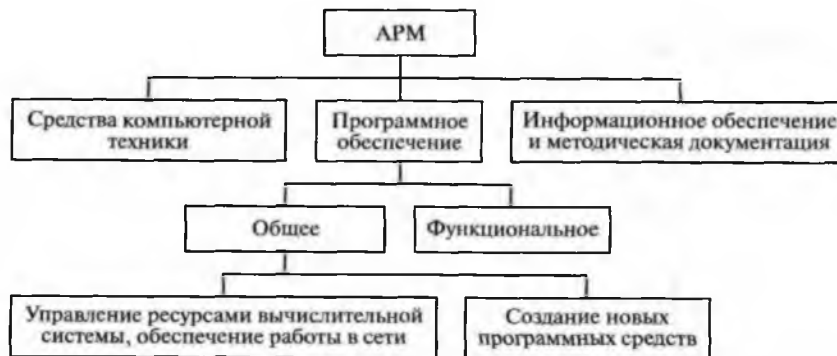 АРМ
Средства компьютерной
техники
Программное
обеспечение
Информационное обеспечение
и методическая документация
Общее
Функциональное
Управление ресурсами вычислительной
системы, обеспечение работы в сети
Создание новых
программных средств